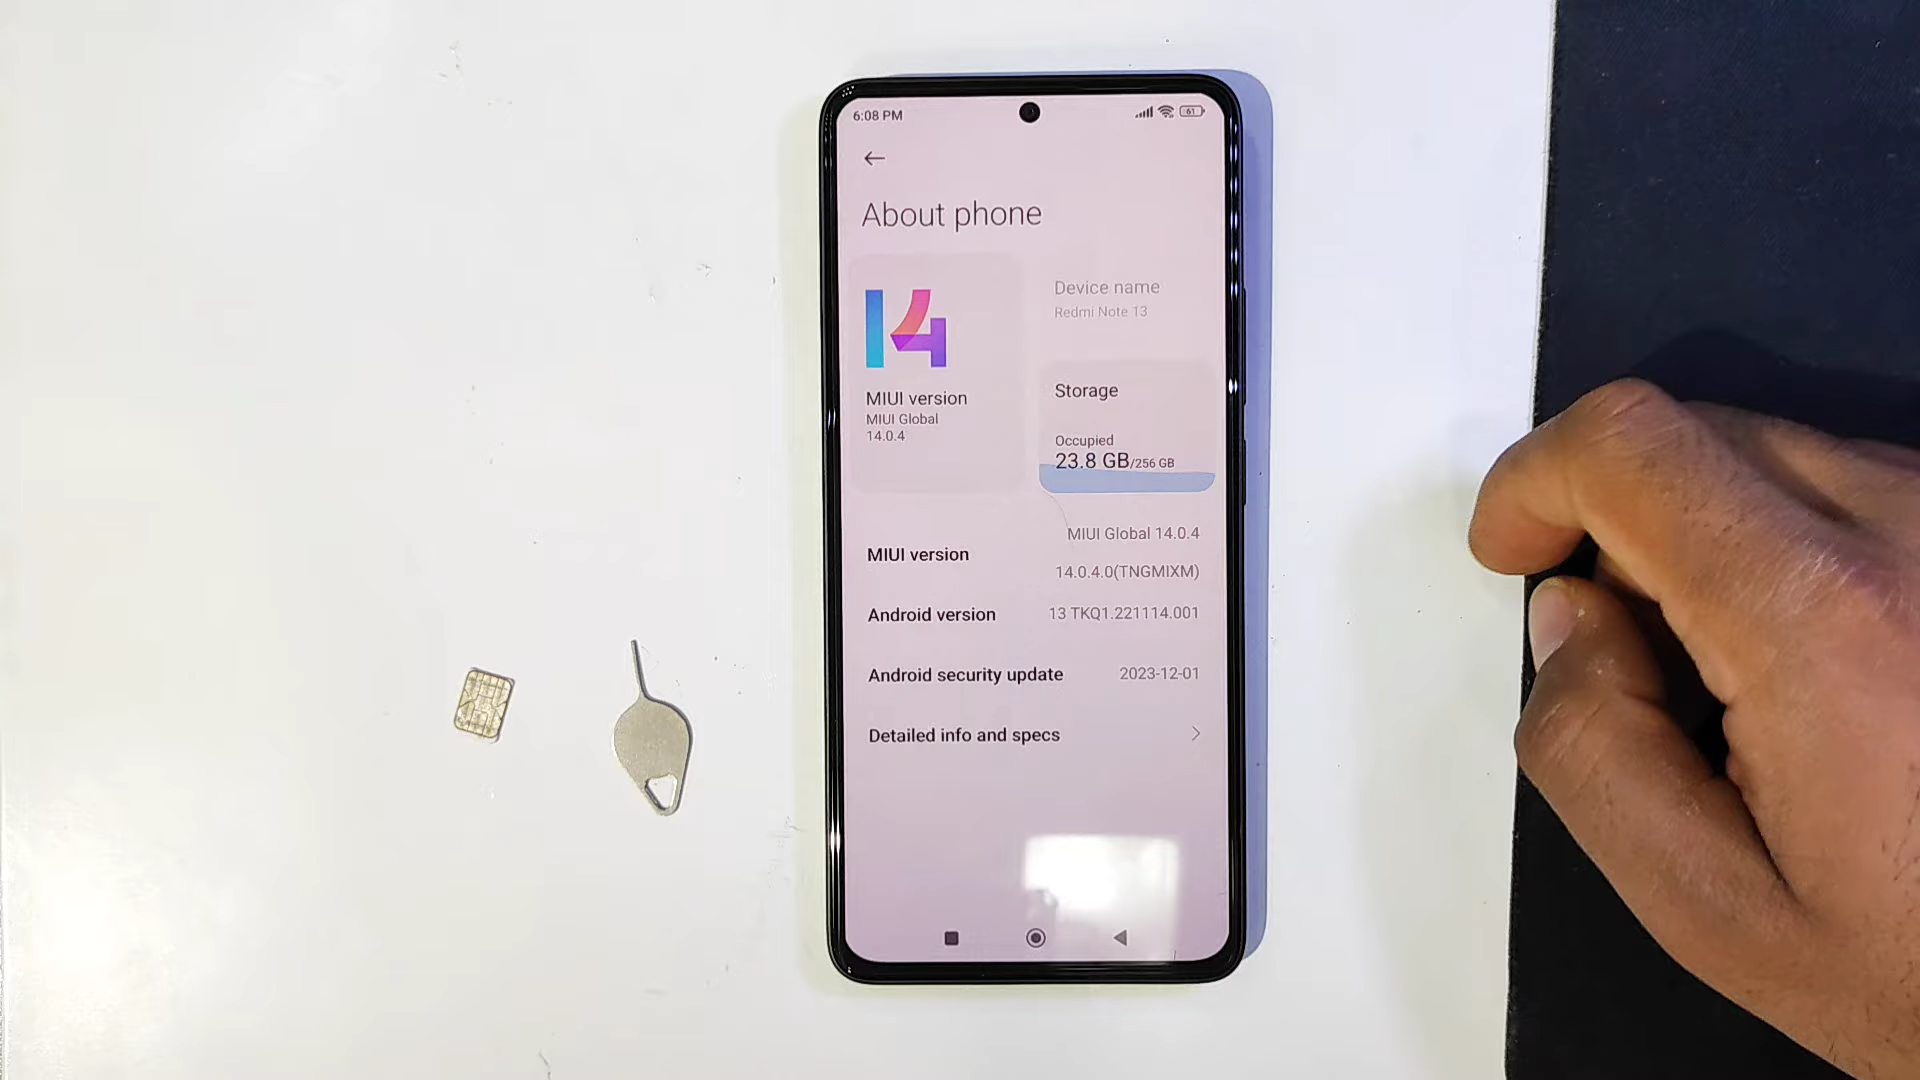 6:08 PM
61
About phone
14
Device name
Redmi Note 13
MIUI version
MIUI Global
14.0.4
Storage
Occupied
23.8 GB/256 GB
MIUI version
MIUI Global 14.0.4
14.0.4.0(TNGMIXM)
Android version
13 TKQ1.221114.001
Android security update
2023-12-01
Detailed info and specs